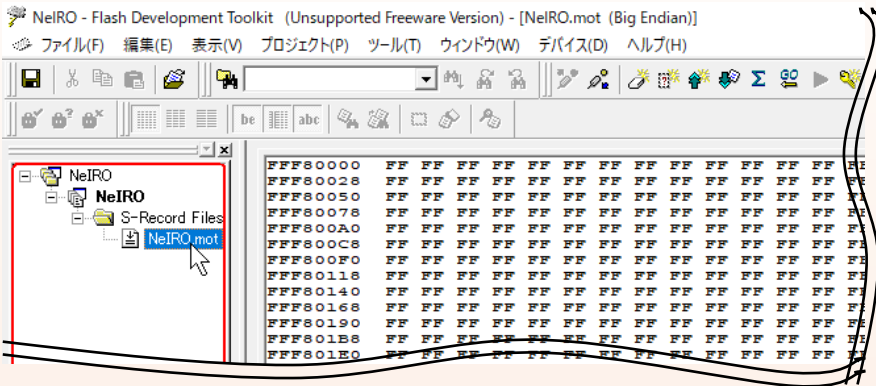 NeIRO - Flash Development Toolkit (Unsupported Freeware Version) - [NeIRO.mot (Big Endian)]
ファイル(F) 編集(E) 表示(V) プロジェクト(P) ツール(T) ウィンドウ(W) デバイス(D) ヘルプ(H)
Σ GO
be abc
NeIRO
NeIRO
S-Record Files
NeIRO.mot
FFF80000 FF FF FF FF FF FF FF FF FF FF FF FF FF
FFF80028 FF FF FF FF FF FF FF FF FF FF FF FF FF
FFF80050 FF FF FF FF FF FF FF FF FF FF FF FF FF
FFF80078 FF FF FF FF FF FF FF FF FF FF FF FF FF
FFF800A0 FF FF FF FF FF FF FF FF FF FF FF FF FF
FFF800C8 FF FF FF FF FF FF FF FF FF FF FF FF FF
FFF800F0 FF FF FF FF FF FF FF FF FF FF FF FF FF
FFF80118 FF FF FF FF FF FF FF FF FF FF FF FF FF
FFF80140 FF FF FF FF FF FF FF FF FF FF FF FF FF
FFF80168 FF FF FF FF FF FF FF FF FF FF FF FF FF
FFF80190 FF FF FF FF FF FF FF FF FF FF FF FF FF
FFF801B8 FF FF FF FF FF FF FF FF FF FF FF FF FF
FFF801E0 FF FF FF FF FF FF FF FF FF FF FF FF FF